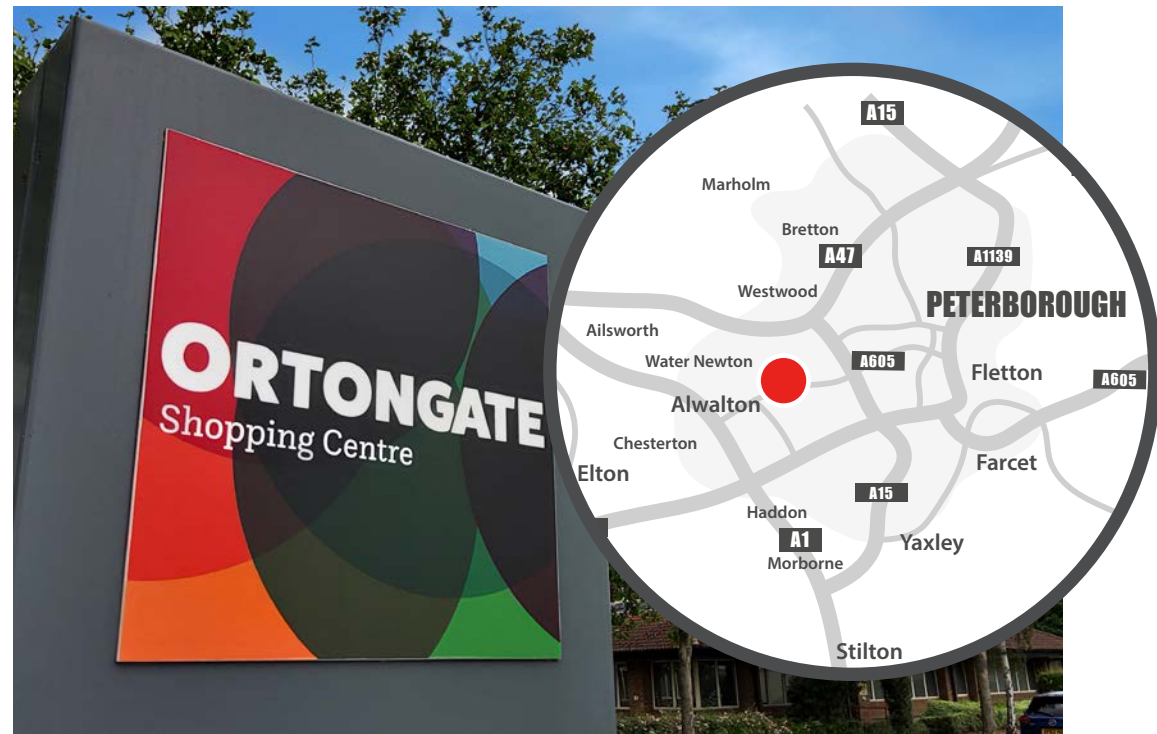 ORTONGATE
Shopping Centre
A15
Marholm
Bretton
A47
A1139
Westwood
PETERBOROUGH
Ailsworth
Water Newton
A605
Fletton
A605
Alwalton
Chesterton
Farcet
Elton
A15
Haddon
A1
Yaxley
Morborne
Stilton